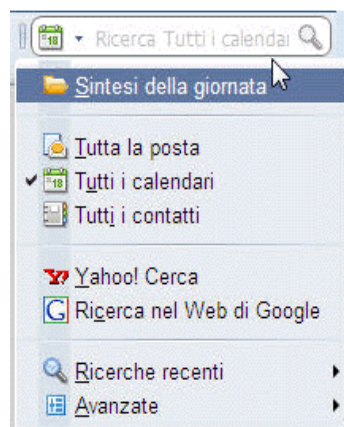 Ricerca Tutti i calendar
Sintesi della giornata
Tutta la posta
Tutti i calendari
Tutti i contatti
Yahoo! Cerca
Ricerca nel Web di Google
Ricerche recenti
Avanzate